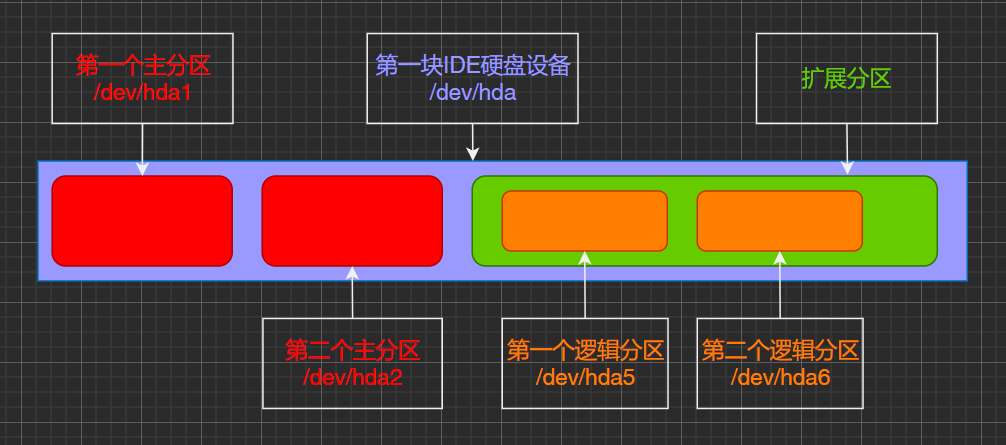 第一个主分区
/dev/hda1
第一块IDE硬盘设备
/dev/hda
扩展分区
第二个主分区
/dev/hda2
第一个逻辑分区
/dev/hda5
第二个逻辑分区
/dev/hda6